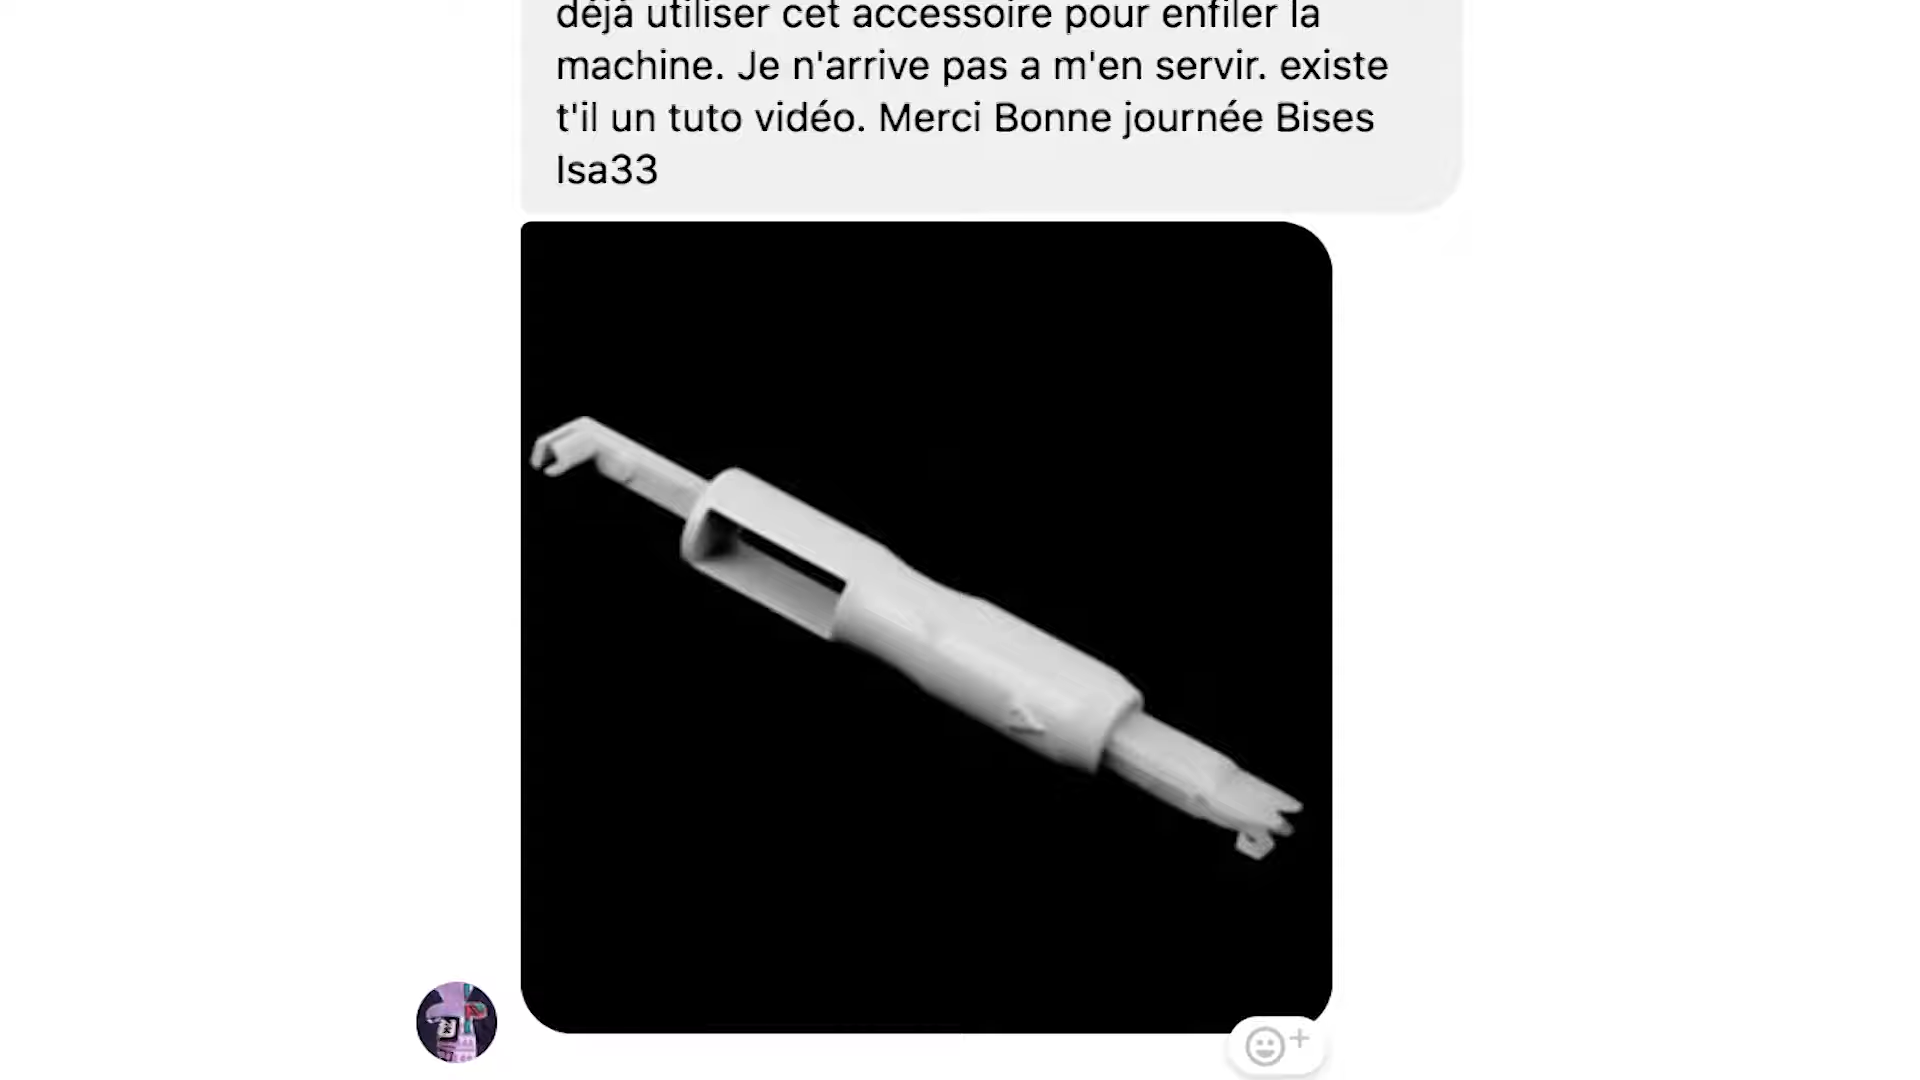 déjà utiliser cet accessoire pour enfiler la
machine. Je n'arrive pas a m'en servir. existe
t'il un tuto vidéo. Merci Bonne journée Bises
Isa33